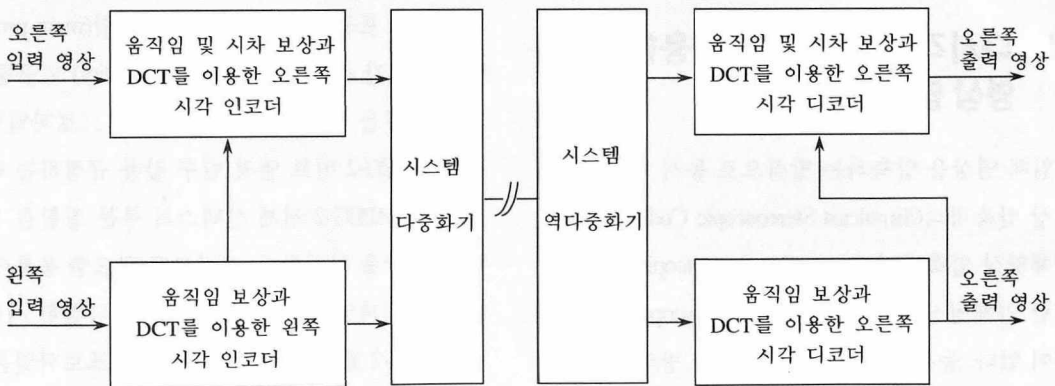 오른쪽
입력 영상
움직임 및 시차 보상과
DCT를 이용한 오른쪽
시각 인코더
왼쪽
입력 영상
움직임 보상과
DCT를 이용한 왼쪽
시각 인코더
시스템
다중화기
시스템
역다중화기
움직임 및 시차 보상과
DCT를 이용한 오른쪽
시각 디코더
오른쪽
출력 영상
움직임 보상과
DCT를 이용한 오른쪽
시각 디코더
오른쪽
출력 영상